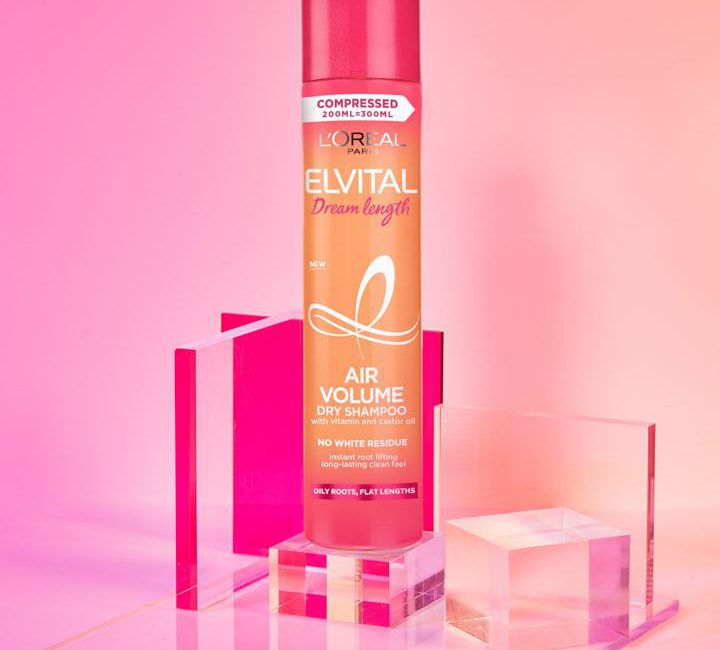 COMPRESSED
200ML=300ML
L'ORÉAL
PARIS
ELVITAL
Dream length
NEW
AIR
VOLUME
DRY SHAMPOO
with vitamin and castor oil
NO WHITE RESIDUE
instant root lifting
long-lasting clean feel
OILY ROOTS, FLAT LENGTHS